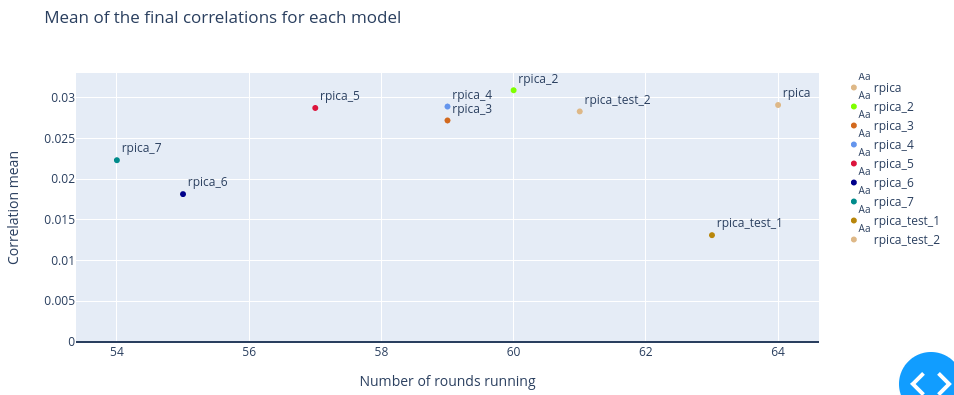 Mean of the final correlations for each model
Correlation mean
0.03
0.025
0.02
0.015
0.01
0.005
0
54
56
58
60
62
64
Number of rounds running
rpica_7
rpica_6
rpica_5
rpica_4
rpica_3
rpica_2
rpica_test_2
rpica_test_1
rpica
Aa
rpica
Aa
rpica_2
Aa
rpica_3
Aa
rpica_4
Aa
rpica_5
Aa
rpica_6
Aa
rpica_7
Aa
rpica_test_1
Aa
rpica_test_2